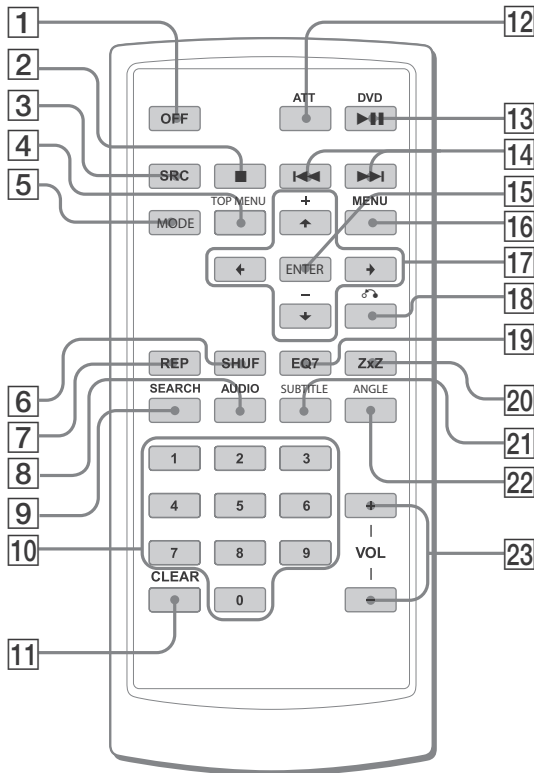 1
12
2
ATT
DVD
3
OFF
13
4
14
SRC
5
15
TOP MENU
+
MENU
MODE
16
ENTER
17
−
18
19
REP
SHUF
EQ7
ZxZ
6
SEARCH
AUDIO
SUBTITLE
ANGLE
20
7
21
8
1
2
3
22
9
4
5
6
+
10
7
8
9
VOL
23
CLEAR
0
−
11